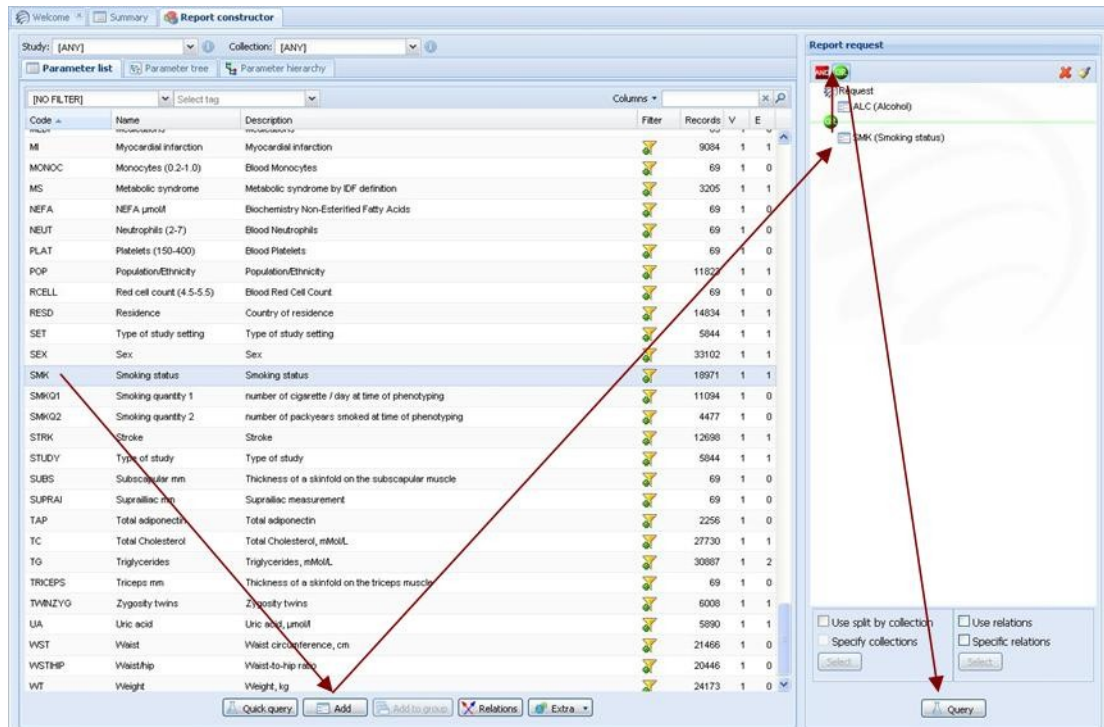 Welcome Summary Report constructor
Study: [ANY] Collection: [ANY]
Parameter list Parameter tree Parameter hierarchy
[NO FILTER] Select tag Columns
Code Name Description Filter Records V E
MI Myocardial infarction Myocardial infarction 9084 1 1
MONOC Monocytes (0.2-1.0) Blood Monocytes 69 1 0
MS Metabolic syndrome Metabolic syndrome by IDF definition 3205 1 1
NEFA NEFA µmol/l Biochemistry Non-Esterified Fatty Acids 69 1 0
NEUT Neutrophils (2-7) Blood Neutrophils 69 1 0
PLAT Platelets (150-400) Blood Platelets 69 1 0
POP Population/Ethnicity Population/Ethnicity 11823 1 1
RCELL Red cell count (4.5-5.5) Blood Red Cell Count 69 1 0
RESD Residence Country of residence 14834 1 1
SET Type of study setting Type of study setting 5844 1 1
SEX Sex Sex 33102 1 1
SMK Smoking status Smoking status 18971 1 1
SMKQ1 Smoking quantity 1 number of cigarette / day at time of phenotyping 11094 1 0
SMKQ2 Smoking quantity 2 number of packyears smoked at time of phenotyping 4477 1 0
STRK Stroke Stroke 12698 1 1
STUDY Type of study Type of study 5844 1 1
SUBS Subscapular mm Thickness of a skinfold on the subscapular muscle 69 1 0
SUPRAI Suprailiac mm Suprailiac measurement 69 1 0
TAP Total adiponectin Total adiponectin 2256 1 0
TC Total Cholesterol Total Cholesterol, mMol/L 27730 1 1
TG Triglycerides Triglycerides, mMol/L 30887 1 2
TRICEPS Triceps mm Thickness of a skinfold on the triceps muscle 69 1 0
TWINZYG Zygosity twins Zygosity twins 6008 1 1
UA Uric acid Uric acid, µmol/l 5890 1 1
WST Waist Waist circumference, cm 21466 1 0
WSTIHIP Waist/hip Waist-to-hip ratio 20446 1 0
WT Weight Weight, kg 24173 1 0
Quick query Add Add to group Relations Extra
Report request
AND
Request
ALC (Alcohol)
SMK (Smoking status)
Use split by collection Use relations
Specify collections Specific relations
Select Select
Query